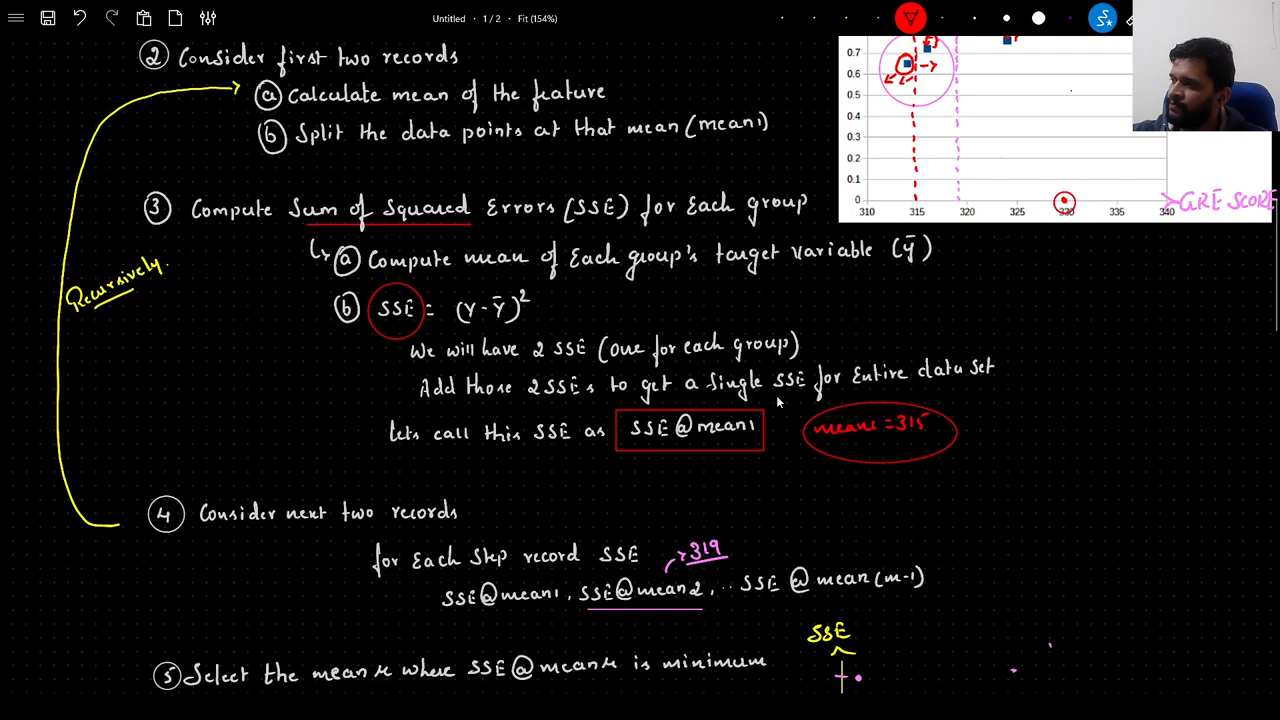 Untitled • 1 / 2 • Fit (154%)
② Consider first two records
ⓐ Calculate mean of the feature
ⓑ Split the data points at that mean (mean1)
③ Compute Sum of Squared Errors (SSE) for Each group
ⓐ Compute mean of Each group's target variable (ȳ)
ⓑ SSE = (Y - Ȳ)²
We will have 2 SSE (One for each group)
Add those 2SSEs to get a Single SSE for Entire data set
Lets call this SSE as SSE@mean1
mean1 = 315
Recursively.
④ Consider next two records
for Each Step record SSE
319
SSE@mean1, SSE@mean2, .. SSE @ mean(m-1)
⑤ Select the mean x where SSE@meanx is minimum
SSE
0.7
0.6
0.5
0.4
0.3
0.2
0.1
0
310 315 320 325 330 335 340
GRE SCORE